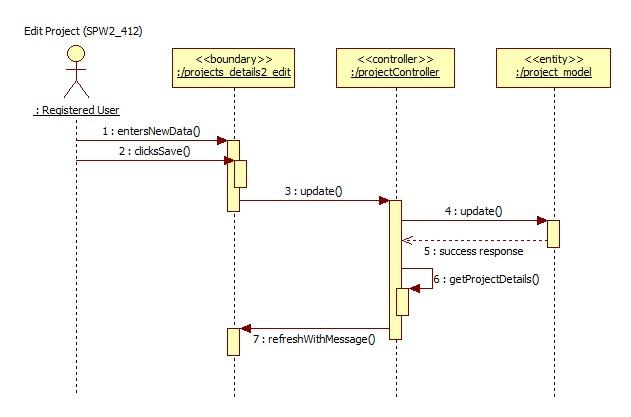 Edit Project (SPW2_412)
<<boundary>>
:/projects_details2_edit
<<controller>>
:/projectController
<<entity>>
:/project_model
: Registered User
1 : entersNewData()
2 : clicksSave()
3 : update()
4 : update()
5 : success response
6 : getProjectDetails()
7 : refreshWithMessage()